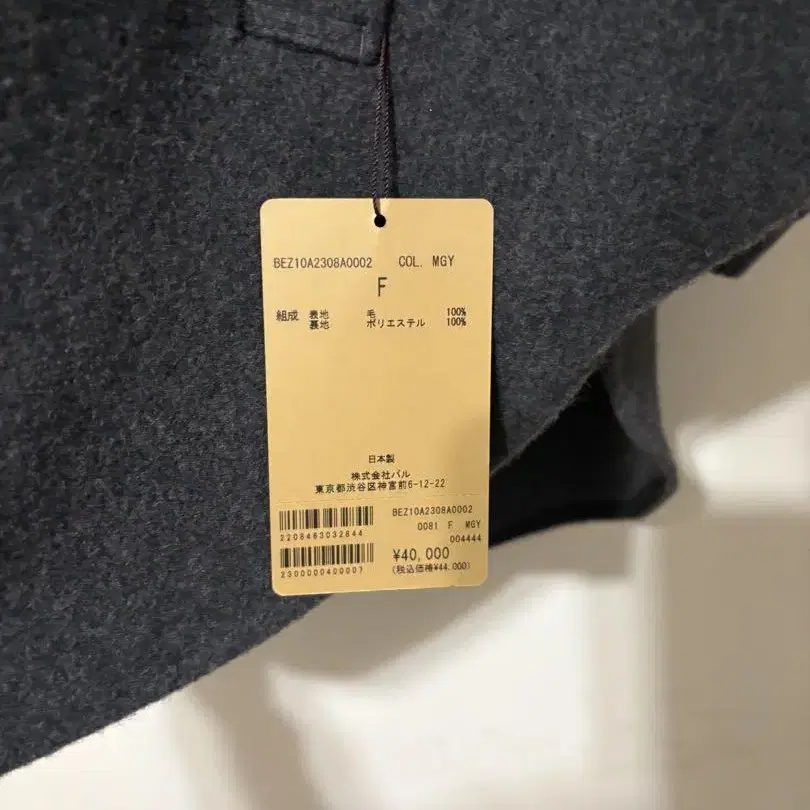 BEZ10A2308A0002 COL. MGY
F
組成 表地 毛 100%
裏地 ポリエステル 100%
日本製
株式会社パル
東京都渋谷区神宮前6-12-22
BEZ10A2308A0002
2208463032644
0081 F MGY
004444
¥40,000
2300000400007
(税込価格¥44,000)